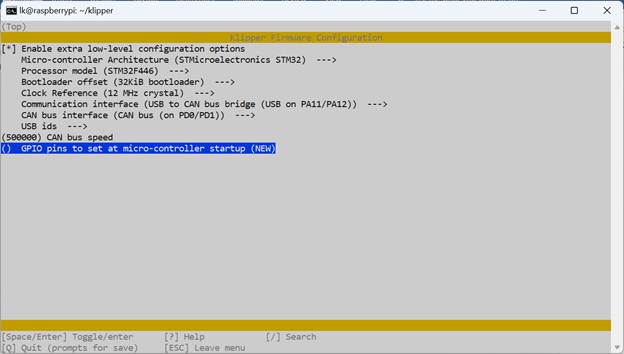 lk@raspberrypi: ~/klipper
(Top)
Klipper Firmware Configuration
[*] Enable extra low-level configuration options
Micro-controller Architecture (STMicroelectronics STM32)  --->
Processor model (STM32F446)  --->
Bootloader offset (32KiB bootloader)  --->
Clock Reference (12 MHz crystal)  --->
Communication interface (USB to CAN bus bridge (USB on PA11/PA12))  --->
CAN bus interface (CAN bus (on PD0/PD1))  --->
USB ids  --->
(500000) CAN bus speed
()  GPIO pins to set at micro-controller startup (NEW)
[Space/Enter] Toggle/enter    [?] Help    [/] Search
[Q] Quit (prompts for save)    [ESC] Leave menu